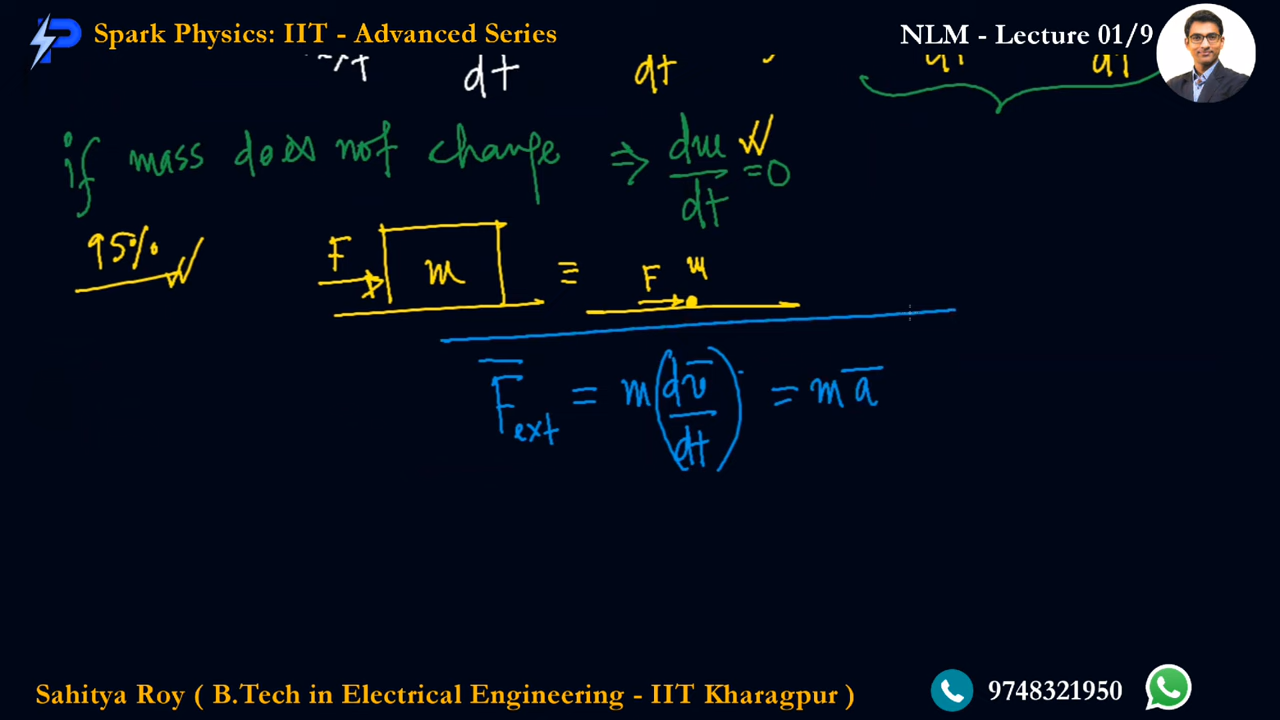 Spark Physics: IIT - Advanced Series
NLM - Lecture 01/9
dt dt
if mass does not change ⇒ dm/dt = 0
95%
F m ≡ F m
F̅ext = m(dv̅/dt) = ma̅
Sahitya Roy ( B.Tech in Electrical Engineering - IIT Kharagpur )
9748321950